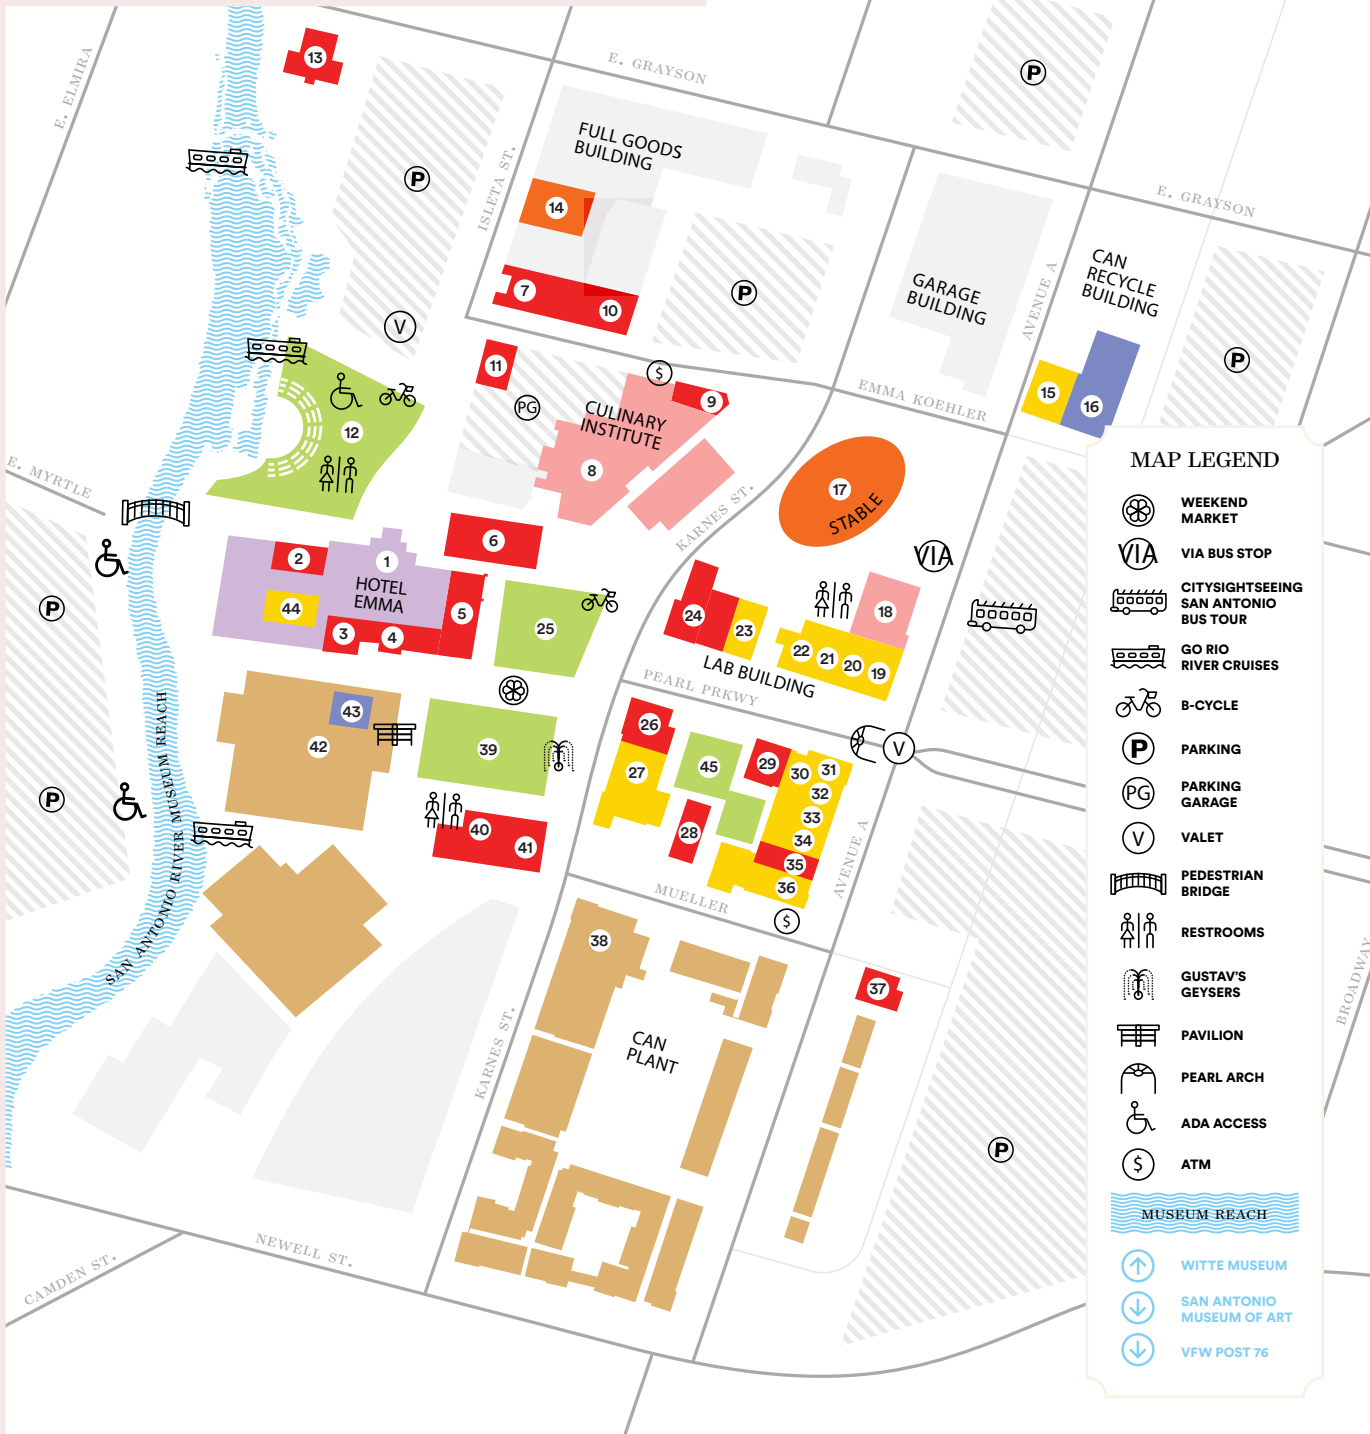 E. ELMIRA
13
E. GRAYSON
P
P
FULL GOODS
BUILDING
ISLETA ST.
14
E. GRAYSON
7
10
P
GARAGE
BUILDING
AVENUE A
CAN
RECYCLE
BUILDING
V
P
11
$
9
PG
CULINARY
INSTITUTE
8
EMMA KOEHLER
15
16
12
E. MYRTLE
KARNES ST.
17
STABLE
VIA
6
2
1
HOTEL
EMMA
44
3
4
5
25
P
24
23
18
22
21
20
19
LAB BUILDING
PEARL PRKWY
SAN ANTONIO RIVER MUSEUM REACH
43
42
39
26
27
45
29
30
31
32
33
34
35
36
28
V
P
40
41
AVENUE A
MUELLER
$
38
37
CAN
PLANT
KARNES ST.
P
BROADWAY
NEWELL ST.
CAMDEN ST.
MAP LEGEND
WEEKEND
MARKET
VIA
VIA BUS STOP
CITYSIGHTSEEING
SAN ANTONIO
BUS TOUR
GO RIO
RIVER CRUISES
B-CYCLE
P
PARKING
PG
PARKING
GARAGE
V
VALET
PEDESTRIAN
BRIDGE
RESTROOMS
GUSTAV'S
GEYSERS
PAVILION
PEARL ARCH
ADA ACCESS
$
ATM
MUSEUM REACH
WITTE MUSEUM
SAN ANTONIO
MUSEUM OF ART
VFW POST 76